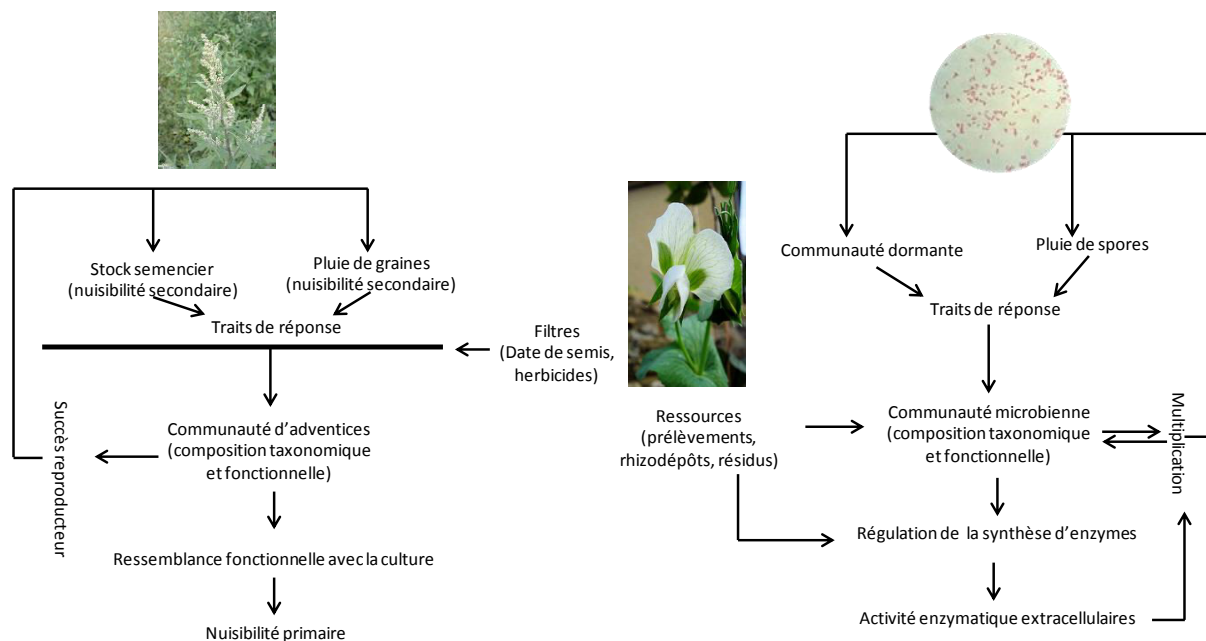 Stock semencier
(nuisibilité secondaire)
Pluie de graines
(nuisibilité secondaire)
Traits de réponse
Filtres
(Date de semis,
herbicides)
Succès reproducteur
Communauté d'adventices
(composition taxonomique
et fonctionnelle)
Ressemblance fonctionnelle avec la culture
Nuisibilité primaire
Communauté dormante
Pluie de spores
Traits de réponse
Ressources
(prélèvements,
rhizodépôts, résidus)
Communauté microbienne
(composition taxonomique
et fonctionnelle)
Multiplication
Régulation de la synthèse d'enzymes
Activité enzymatique extracellulaires